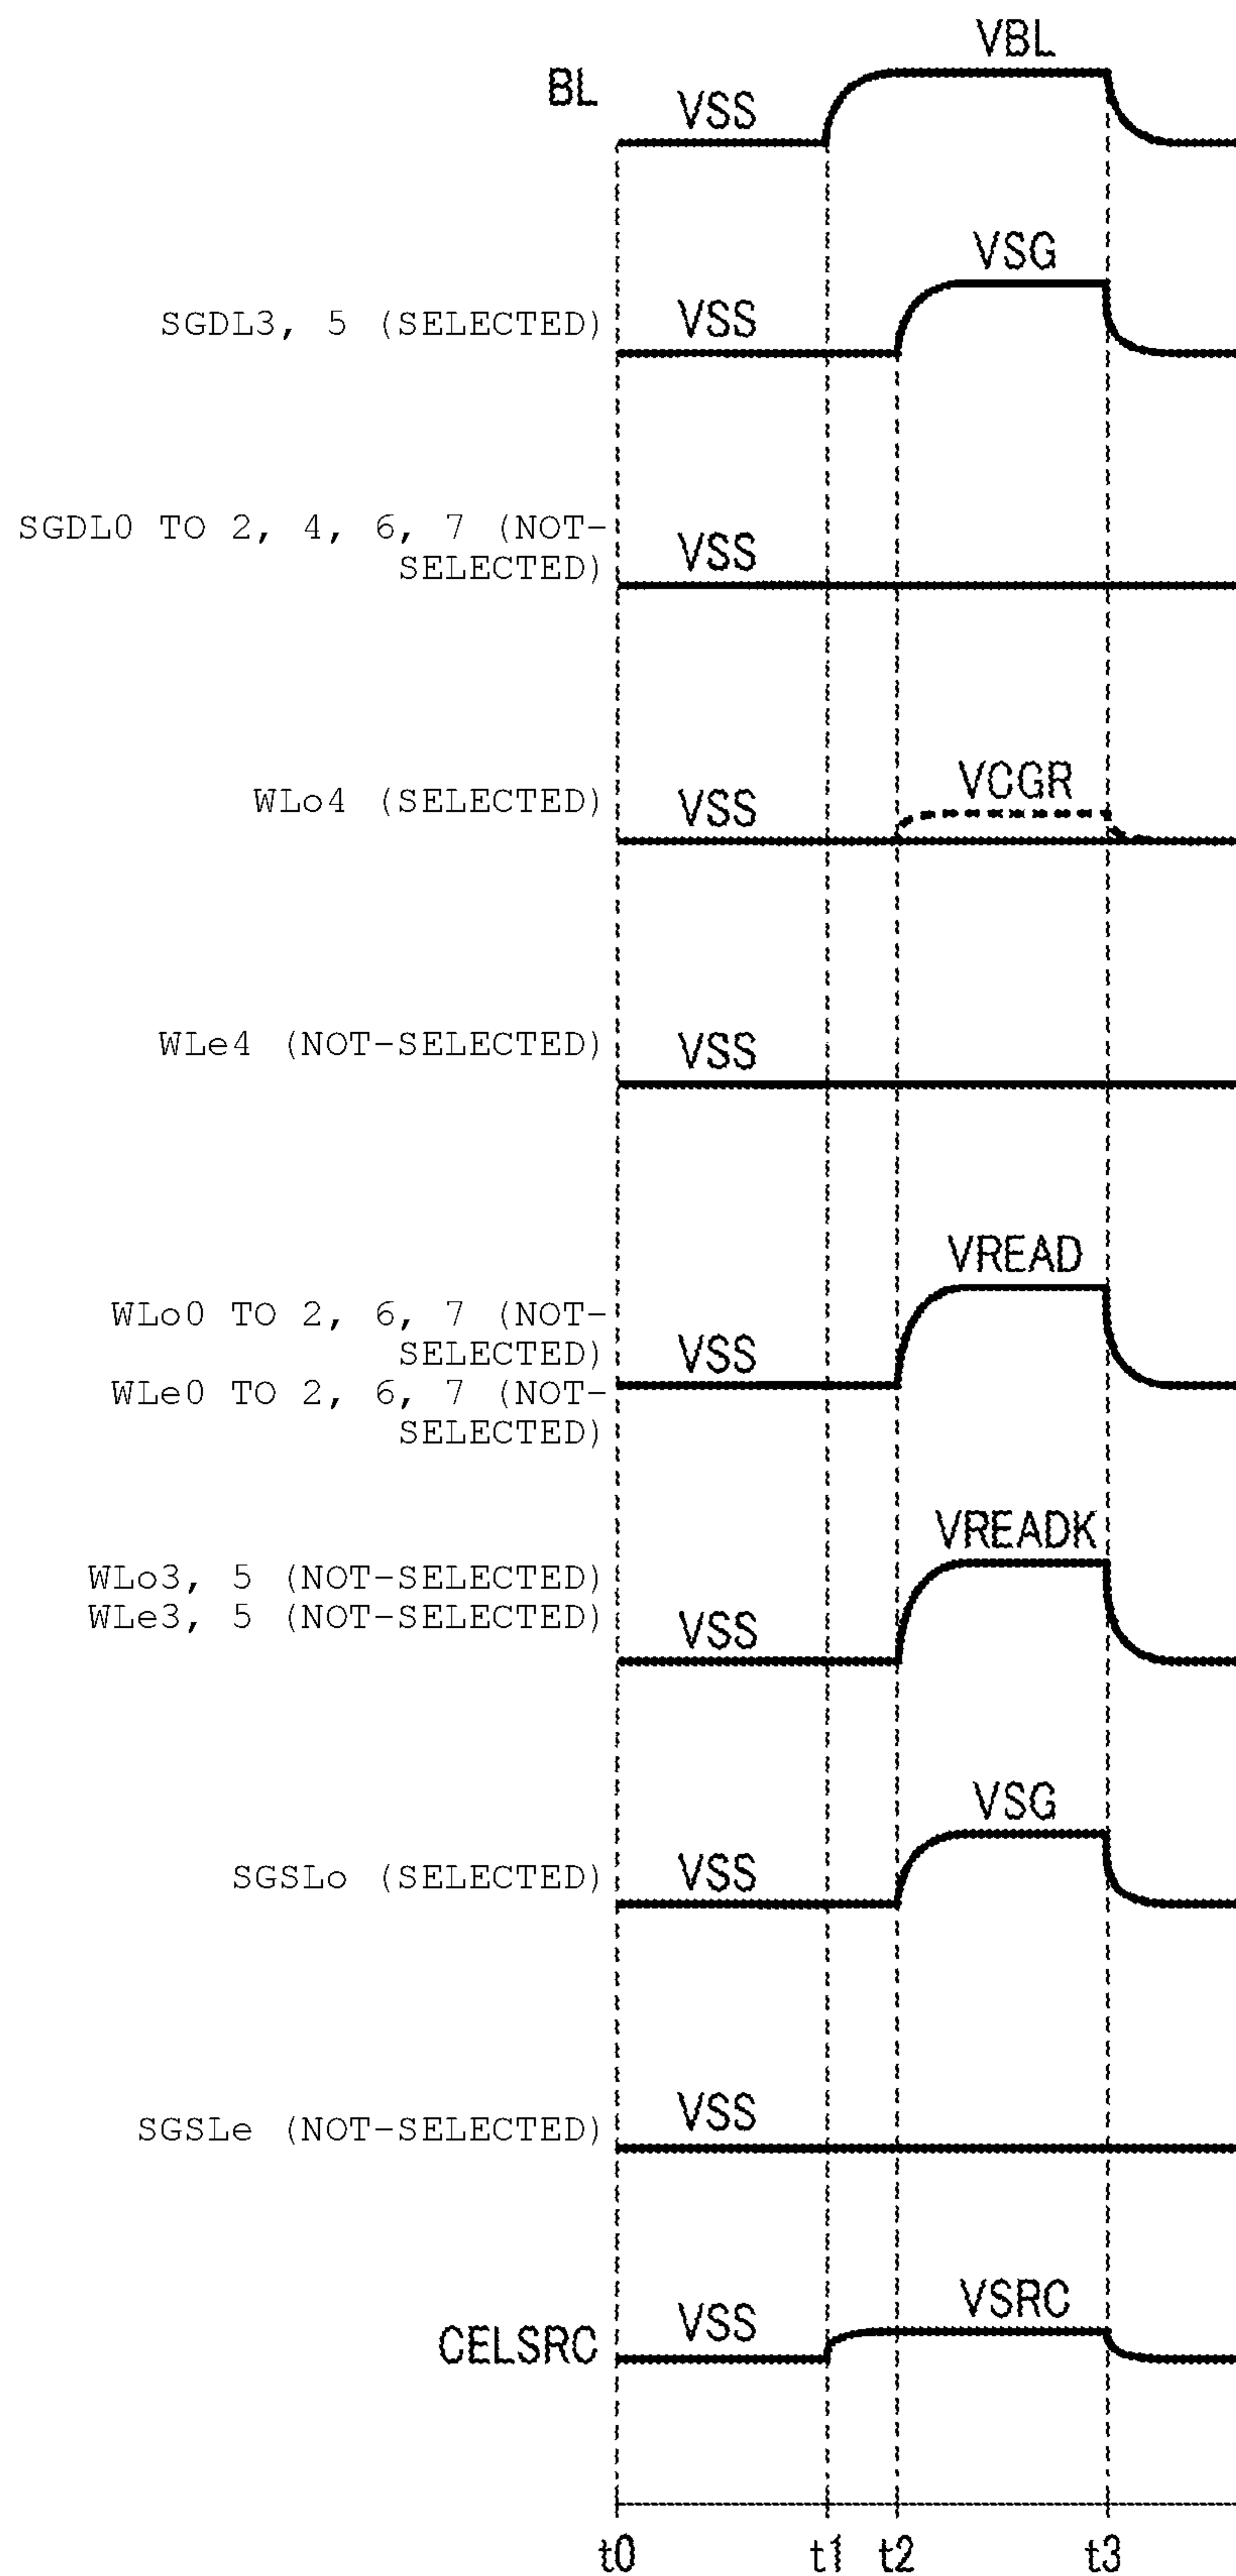 VBL
BL
VSS
VSG
SGDL3, 5 (SELECTED)
VSS
SGDL0 TO 2, 4, 6, 7 (NOT-
SELECTED)
VSS
VCGR
WLo4 (SELECTED)
VSS
WLe4 (NOT-SELECTED)
VSS
VREAD
WLo0 TO 2, 6, 7 (NOT-
SELECTED)
VSS
WLe0 TO 2, 6, 7 (NOT-
SELECTED)
VREADK
WLo3, 5 (NOT-SELECTED)
WLe3, 5 (NOT-SELECTED)
VSS
VSG
SGSLo (SELECTED)
VSS
SGSLe (NOT-SELECTED)
VSS
VSRC
CELSRC
VSS
t0 t1 t2 t3